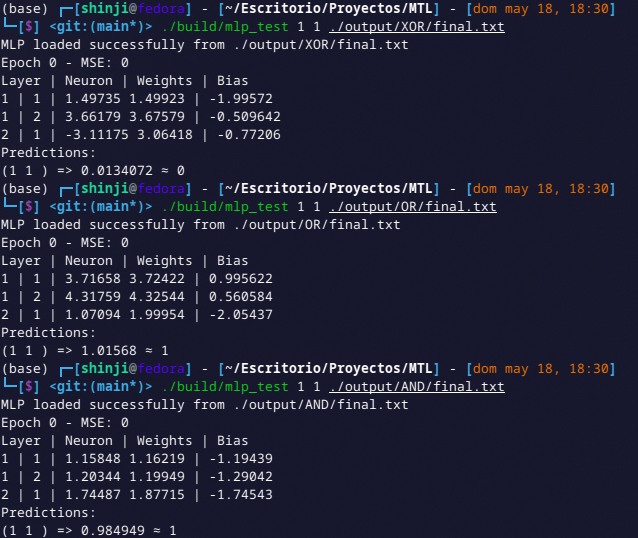 (base) ┌─[shinji@fedora] - [~/Escritorio/Proyectos/MTL] - [dom may 18, 18:30]
└─[$] <git:(main*)> ./build/mlp_test 1 1 ./output/XOR/final.txt
MLP loaded successfully from ./output/XOR/final.txt
Epoch 0 - MSE: 0
Layer | Neuron | Weights | Bias
1 | 1 | 1.49735 1.49923 | -1.99572
1 | 2 | 3.66179 3.67579 | -0.509642
2 | 1 | -3.11175 3.06418 | -0.77206
Predictions:
(1 1 ) => 0.0134072 ≈ 0
(base) ┌─[shinji@fedora] - [~/Escritorio/Proyectos/MTL] - [dom may 18, 18:30]
└─[$] <git:(main*)> ./build/mlp_test 1 1 ./output/OR/final.txt
MLP loaded successfully from ./output/OR/final.txt
Epoch 0 - MSE: 0
Layer | Neuron | Weights | Bias
1 | 1 | 3.71658 3.72422 | 0.995622
1 | 2 | 4.31759 4.32544 | 0.560584
2 | 1 | 1.07094 1.99954 | -2.05437
Predictions:
(1 1 ) => 1.01568 ≈ 1
(base) ┌─[shinji@fedora] - [~/Escritorio/Proyectos/MTL] - [dom may 18, 18:30]
└─[$] <git:(main*)> ./build/mlp_test 1 1 ./output/AND/final.txt
MLP loaded successfully from ./output/AND/final.txt
Epoch 0 - MSE: 0
Layer | Neuron | Weights | Bias
1 | 1 | 1.15848 1.16219 | -1.19439
1 | 2 | 1.20344 1.19949 | -1.29042
2 | 1 | 1.74487 1.87715 | -1.74543
Predictions:
(1 1 ) => 0.984949 ≈ 1